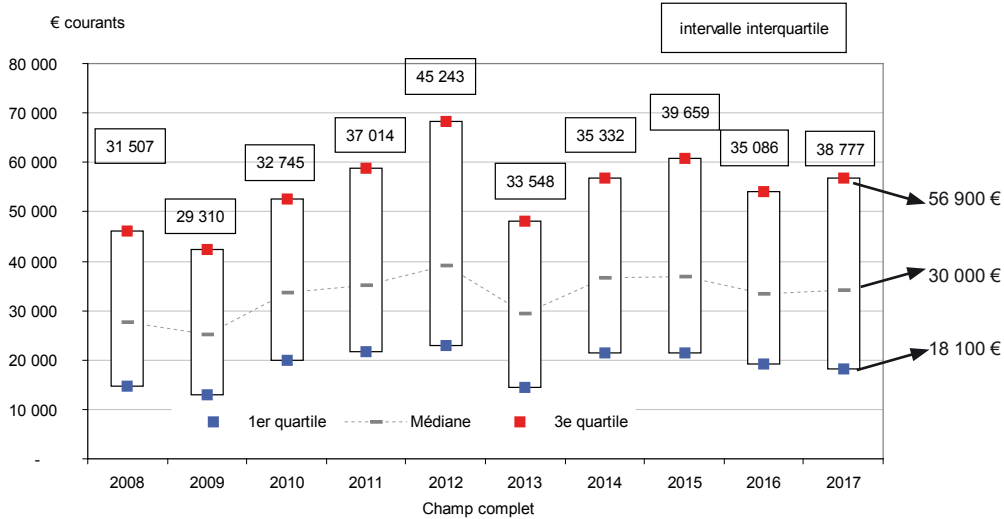 € courants
intervalle interquartile
80 000
70 000
60 000
50 000
40 000
30 000
20 000
10 000
-
31 507
29 310
32 745
37 014
45 243
33 548
35 332
39 659
35 086
38 777
56 900 €
30 000 €
18 100 €
1er quartile
Médiane
3e quartile
2008 2009 2010 2011 2012 2013 2014 2015 2016 2017
Champ complet